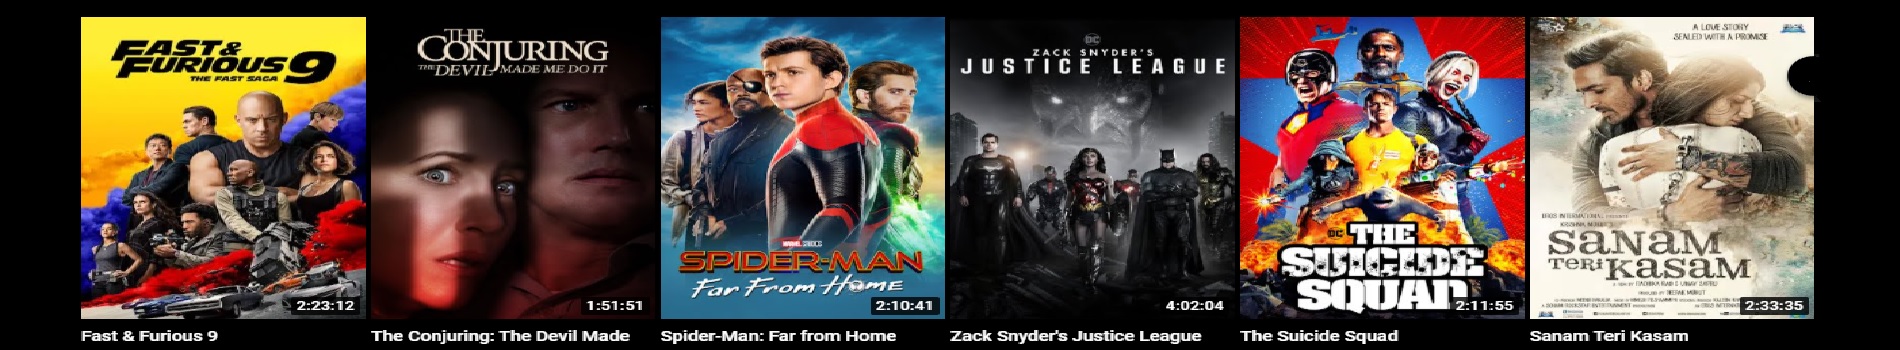 FAST &
FURIOUS 9
THE FAST SAGA
2:23:12
Fast & Furious 9
THE
CONJURING
THE DEVIL MADE ME DO IT
1:51:51
The Conjuring: The Devil Made
MARVEL STUDIOS
SPIDER-MAN
Far From Home
2:10:41
Spider-Man: Far from Home
DC
ZACK SNYDER'S
JUSTICE LEAGUE
4:02:04
Zack Snyder's Justice League
DC
THE
SUICIDE
SQUAD
2:11:55
The Suicide Squad
A LOVE STORY
SEALED WITH A PROMISE
EROS INTERNATIONAL
SANAM
TERI KASAM
2:33:35
Sanam Teri Kasam